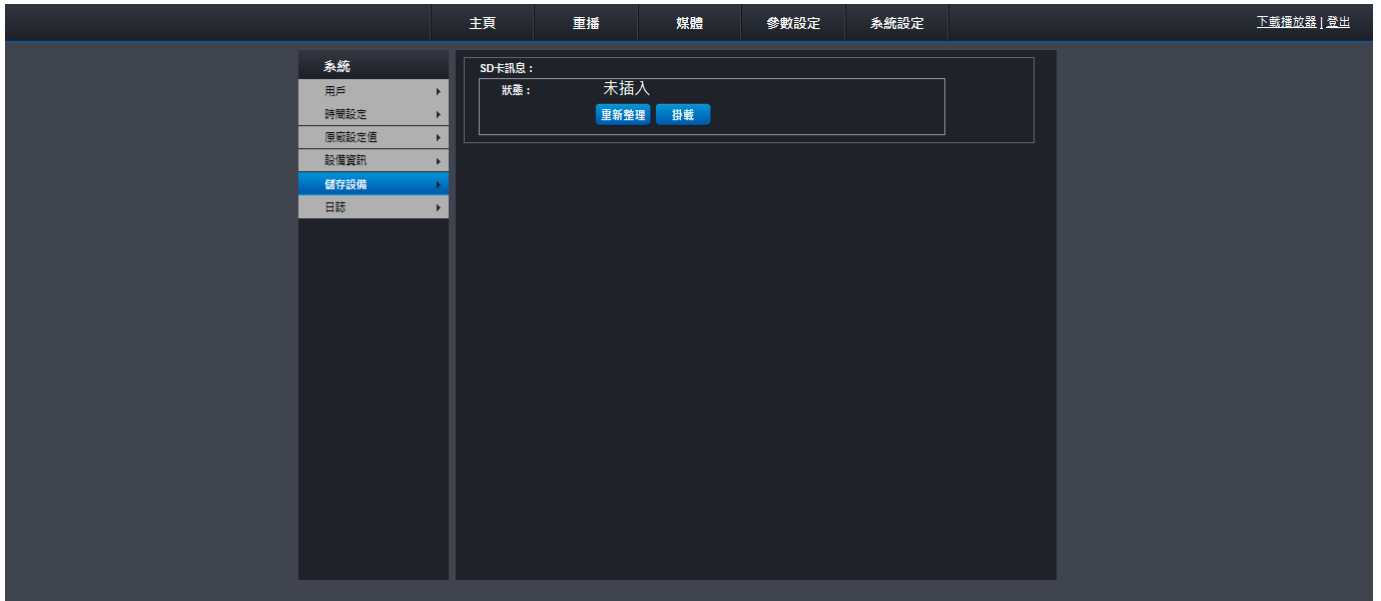 主頁 重播 媒體 參數設定 系統設定 下載播放器 | 登出
系統
用戶
時間設定
原廠設定值
設備資訊
儲存設備
日誌
SD卡訊息：
狀態： 未插入
重新整理 掛載